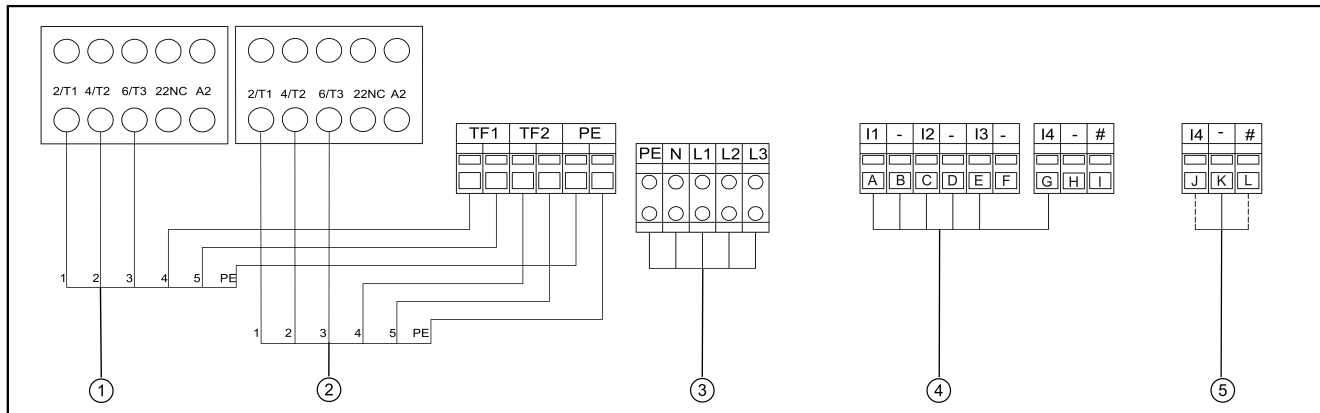 2/T1 4/T2 6/T3 22NC A2
2/T1 4/T2 6/T3 22NC A2
TF1 TF2 PE
PE N L1 L2 L3
I1 - I2 - I3 -
I4 - #
I4 - #
A B C D E F
G H I
J K L
1 2 3 4 5 PE
1 2 3 4 5 PE
1 2 3 4 5